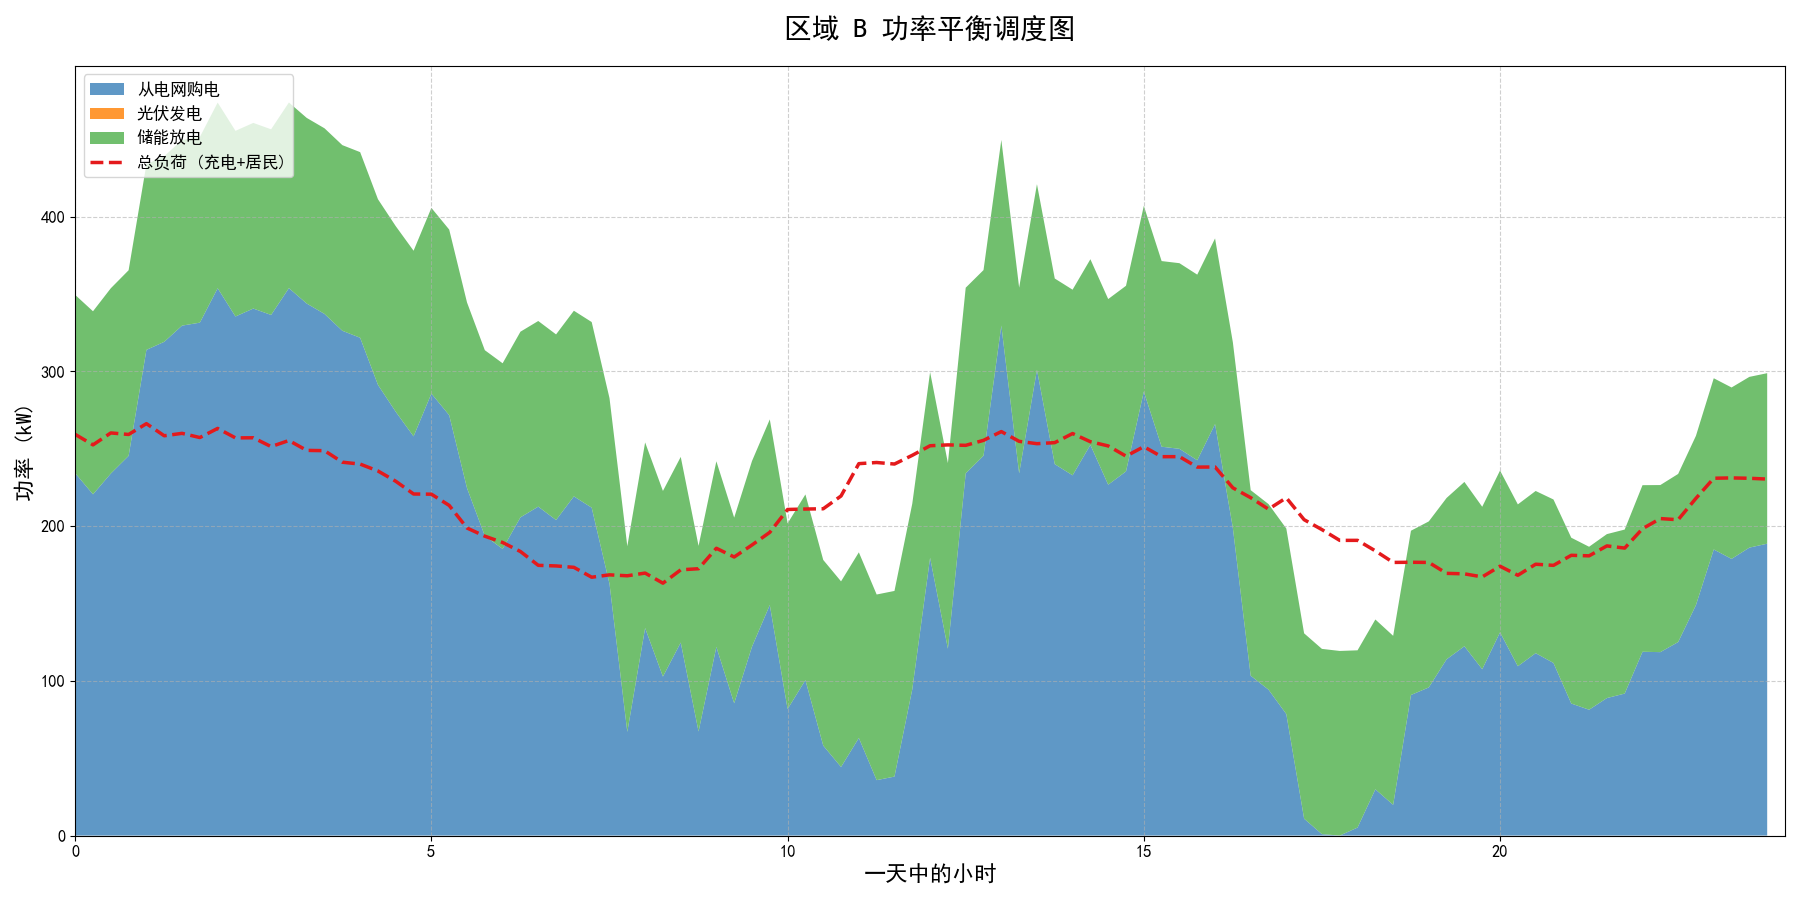 区域 B 功率平衡调度图
从电网购电
光伏发电
储能放电
总负荷 (充电+居民)
功率 (kW)
400
300
200
100
0
0 5 10 15 20
一天中的小时